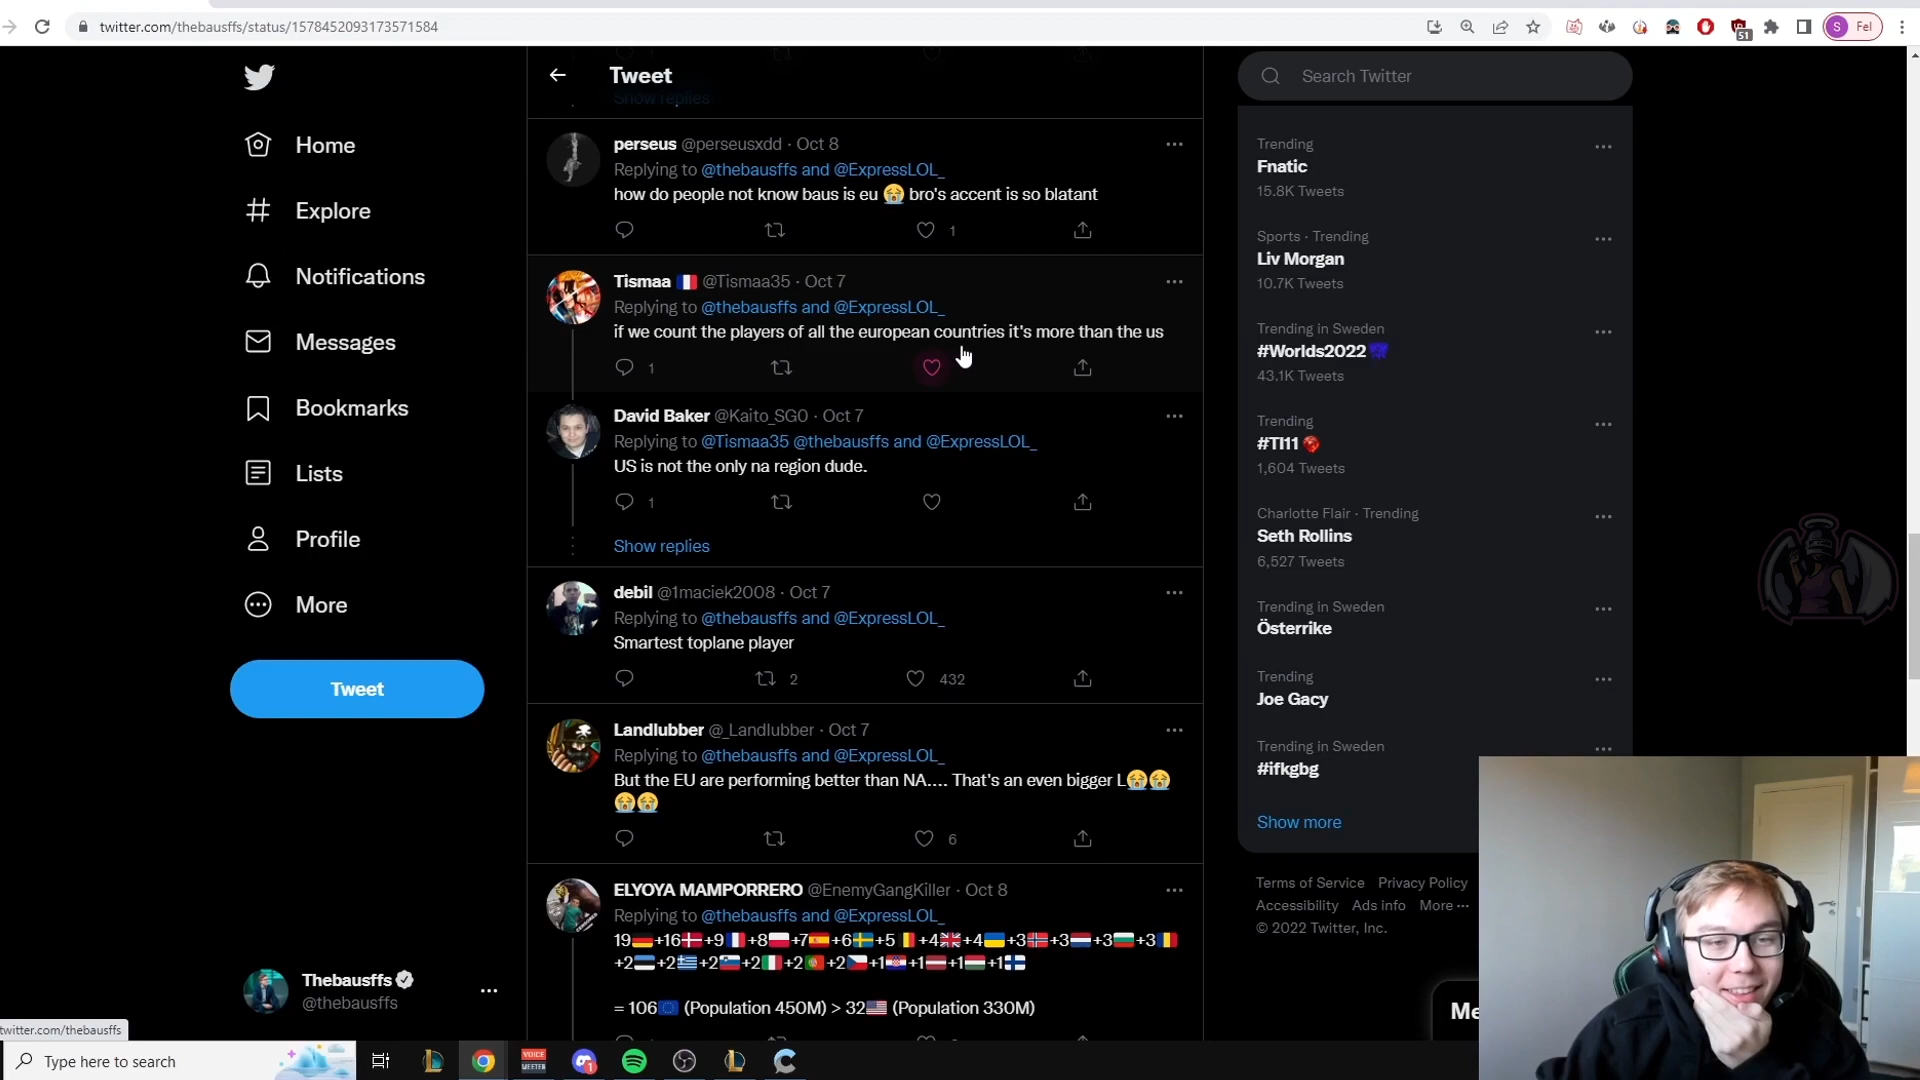 twitter.com/thebausffs/status/1578452093173571584
51
S Fel
Tweet
Search Twitter
Show replies
Home
Explore
Notifications
Messages
Bookmarks
Lists
Profile
More
Tweet
Thebausffs
@thebausffs
twitter.com/thebausffs
perseus @perseusxdd · Oct 8
Replying to @thebausffs and @ExpressLOL_
how do people not know baus is eu 😭 bro's accent is so blatant
1
Tismaa 🇫🇷 @Tismaa35 · Oct 7
Replying to @thebausffs and @ExpressLOL_
if we count the players of all the european countries it's more than the us
1
David Baker @Kaito_SG0 · Oct 7
Replying to @Tismaa35 @thebausffs and @ExpressLOL_
US is not the only na region dude.
1
Show replies
debil @1maciek2008 · Oct 7
Replying to @thebausffs and @ExpressLOL_
Smartest toplane player
2 432
Landlubber @_Landlubber · Oct 7
Replying to @thebausffs and @ExpressLOL_
But the EU are performing better than NA.... That's an even bigger L😭😭
😭😭
6
ELYOYA MAMPORRERO @EnemyGangKiller · Oct 8
Replying to @thebausffs and @ExpressLOL_
19🇩🇪+16🇩🇰+9🇫🇷+8🇵🇱+7🇪🇸+6🇸🇪+5🇧🇪+4🇬🇧+4🇺🇦+3🇳🇴+3🇳🇱+3🇧🇬+3🇷🇴
+2🇪🇪+2🇬🇷+2🇸🇮+2🇮🇹+2🇵🇹+2🇨🇿+1🇭🇷+1🇱🇻+1🇭🇺+1🇫🇮
= 106🇪🇺 (Population 450M) > 32🇺🇸 (Population 330M)
Trending
Fnatic
15.8K Tweets
Sports · Trending
Liv Morgan
10.7K Tweets
Trending in Sweden
#Worlds2022
43.1K Tweets
Trending
#TI11
1,604 Tweets
Charlotte Flair · Trending
Seth Rollins
6,527 Tweets
Trending in Sweden
Österrike
Trending
Joe Gacy
Trending in Sweden
#ifkgbg
Show more
Terms of Service Privacy Policy
Accessibility Ads info More ···
© 2022 Twitter, Inc.
Me
Type here to search
VOICE
MEETER
1